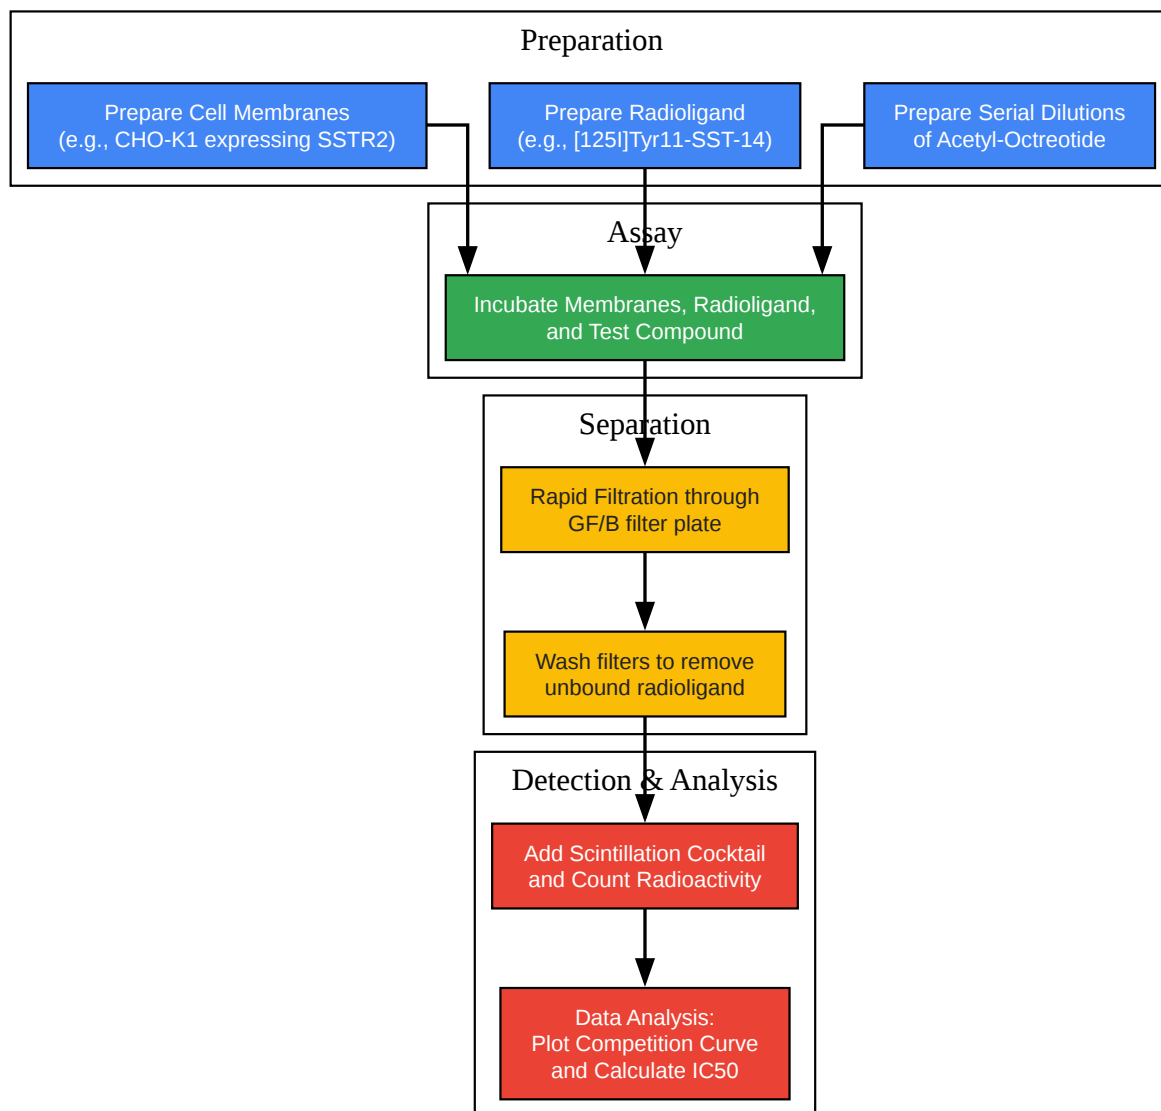 Preparation
Prepare Cell Membranes
(e.g., CHO-K1 expressing SSTR2)
Prepare Radioligand
(e.g., [125I]Tyr11-SST-14)
Prepare Serial Dilutions
of Acetyl-Octreotide
Assay
Incubate Membranes, Radioligand,
and Test Compound
Separation
Rapid Filtration through
GF/B filter plate
Wash filters to remove
unbound radioligand
Detection & Analysis
Add Scintillation Cocktail
and Count Radioactivity
Data Analysis:
Plot Competition Curve
and Calculate IC50